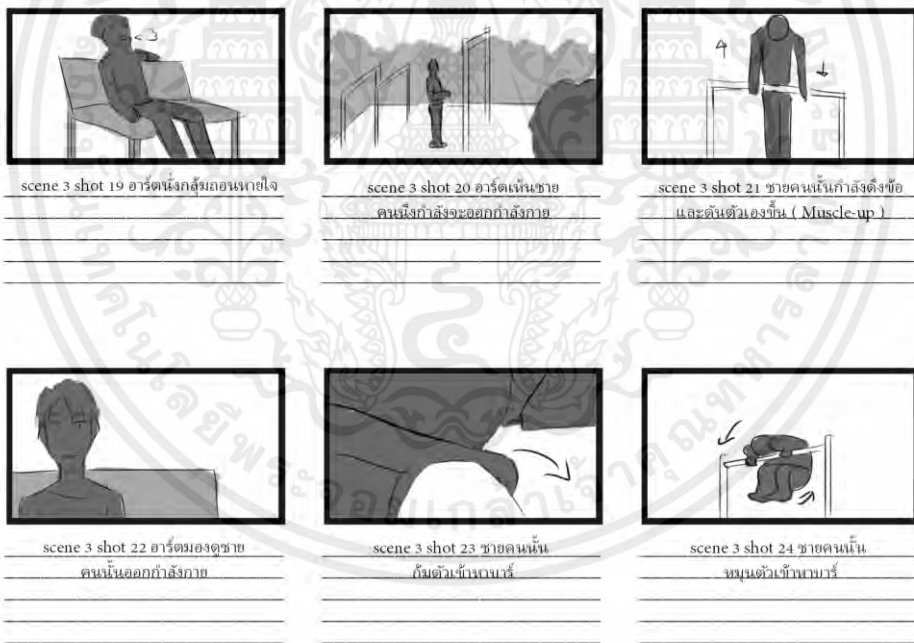 scene 3 shot 19 อาร์ตนั่งกลุ้มถอนหายใจ
scene 3 shot 20 อาร์ตเห็นชาย
คนนึงกำลังจะออกกำลังกาย
scene 3 shot 21 ชายคนนั้นกำลังดึงข้อ
และดันตัวเองขึ้น ( Muscle-up )
scene 3 shot 22 อาร์ตมองดูชาย
คนนั้นออกกำลังกาย
scene 3 shot 23 ชายคนนั้น
ก้มตัวเข้าหาบาร์
scene 3 shot 24 ชายคนนั้น
หมุนตัวเข้าหาบาร์